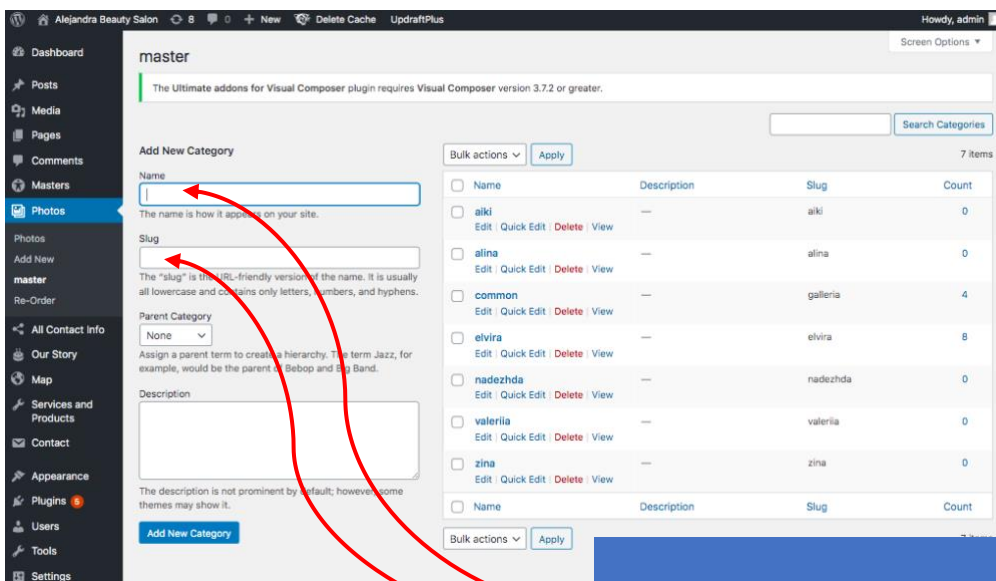 Alejandra Beauty Salon 8 0 + New Delete Cache UpdraftPlus Howdy, admin
Screen Options ▼
Dashboard
Posts
Media
Pages
Comments
Masters
Photos
Photos
Add New
master
Re-Order
All Contact Info
Our Story
Map
Services and
Products
Contact
Appearance
Plugins 5
Users
Tools
Settings
master
The Ultimate addons for Visual Composer plugin requires Visual Composer version 3.7.2 or greater.
Search Categories
Add New Category
Name
The name is how it appears on your site.
Slug
The "slug" is the URL-friendly version of the name. It is usually
all lowercase and contains only letters, numbers, and hyphens.
Parent Category
None
Assign a parent term to create a hierarchy. The term Jazz, for
example, would be the parent of Bebop and Big Band.
Description
The description is not prominent by default; however, some
themes may show it.
Add New Category
Bulk actions Apply 7 items
Name Description Slug Count
aiki — aiki 0
Edit | Quick Edit | Delete | View
alina — alina 0
Edit | Quick Edit | Delete | View
common — galleria 4
Edit | Quick Edit | Delete | View
elvira — elvira 8
Edit | Quick Edit | Delete | View
nadezhda — nadezhda 0
Edit | Quick Edit | Delete | View
valeriia — valeriia 0
Edit | Quick Edit | Delete | View
zina — zina 0
Edit | Quick Edit | Delete | View
Name Description Slug Count
Bulk actions Apply